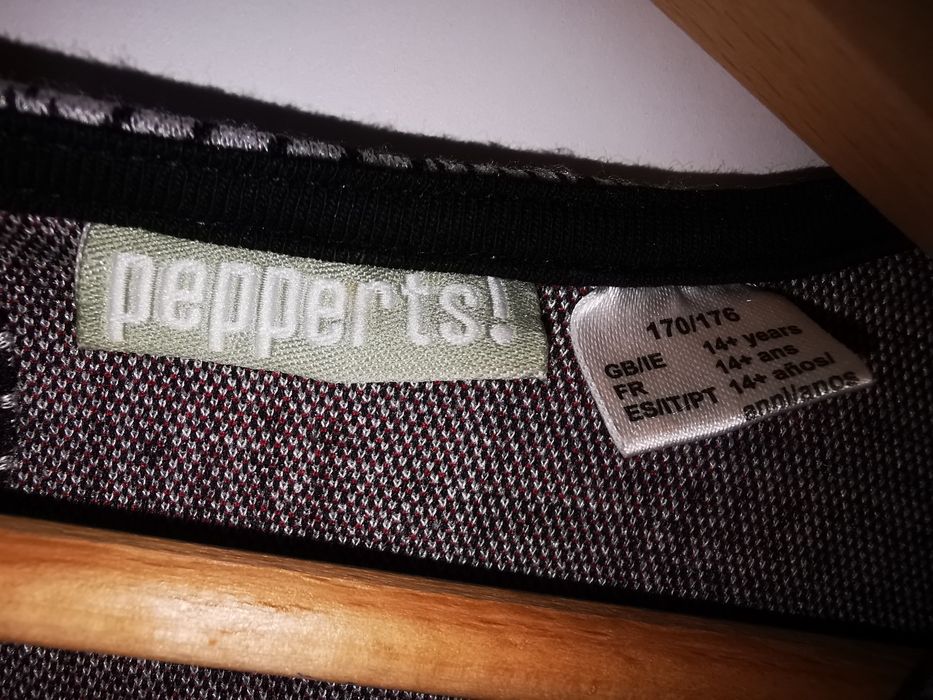 pepperts!
170/176
GB/IE 14+ years
FR 14+ ans
ES/IT/PT 14+ años/
anni/anos